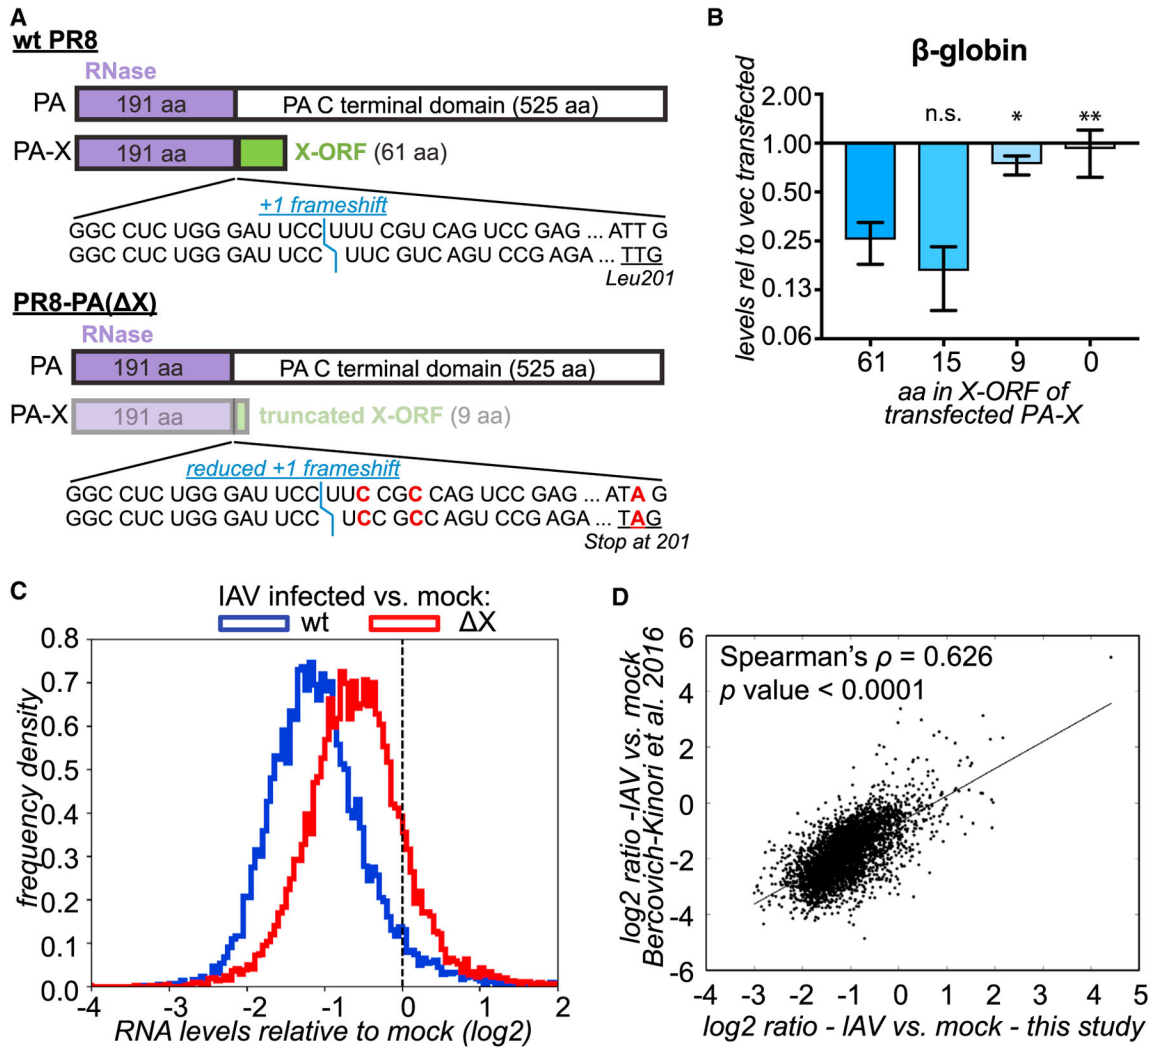 A
wt PR8
RNase
PA 191 aa PA C terminal domain (525 aa)
PA-X 191 aa X-ORF (61 aa)
+1 frameshift
GGC CUC UGG GAU UCC UUU CGU CAG UCC GAG ... ATT G
GGC CUC UGG GAU UCC UUC GUC AGU CCG AGA ... TTG
Leu201
PR8-PA(ΔX)
RNase
PA 191 aa PA C terminal domain (525 aa)
PA-X 191 aa truncated X-ORF (9 aa)
reduced +1 frameshift
GGC CUC UGG GAU UCC UUC CGC CAG UCC GAG ... ATA G
GGC CUC UGG GAU UCC UCC GCC AGU CCG AGA ... TAG
Stop at 201
B
β-globin
levels rel to vec transfected
2.00
1.00
0.50
0.25
0.13
0.06
n.s. * **
61 15 9 0
aa in X-ORF of
transfected PA-X
C
IAV infected vs. mock:
wt ΔX
frequency density
0.8
0.7
0.6
0.5
0.4
0.3
0.2
0.1
0.0
-4 -3 -2 -1 0 1 2
RNA levels relative to mock (log2)
D
log2 ratio -IAV vs. mock
Bercovich-Kinori et al. 2016
Spearman's ρ = 0.626
p value < 0.0001
6
4
2
0
-2
-4
-6
-4 -3 -2 -1 0 1 2 3 4 5
log2 ratio - IAV vs. mock - this study